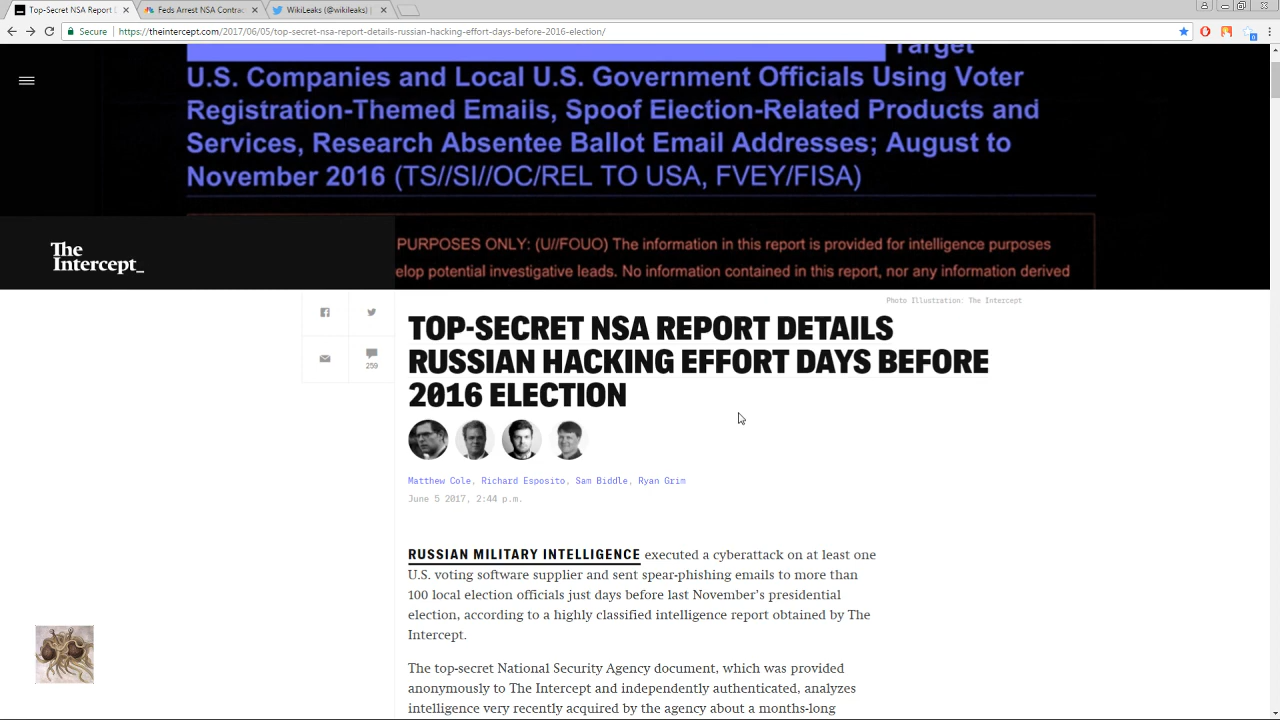 Top-Secret NSA Report D
Feds Arrest NSA Contrac
WikiLeaks (@wikileaks) |
Secure
https://theintercept.com/2017/06/05/top-secret-nsa-report-details-russian-hacking-effort-days-before-2016-election/
Target
U.S. Companies and Local U.S. Government Officials Using Voter
Registration-Themed Emails, Spoof Election-Related Products and
Services, Research Absentee Ballot Email Addresses; August to
November 2016 (TS//SI//OC/REL TO USA, FVEY/FISA)
PURPOSES ONLY: (U//FOUO) The information in this report is provided for intelligence purposes
elop potential investigative leads. No information contained in this report, nor any information derived
The
Intercept_
Photo Illustration: The Intercept
259
TOP-SECRET NSA REPORT DETAILS
RUSSIAN HACKING EFFORT DAYS BEFORE
2016 ELECTION
Matthew Cole, Richard Esposito, Sam Biddle, Ryan Grim
June 5 2017, 2:44 p.m.
RUSSIAN MILITARY INTELLIGENCE executed a cyberattack on at least one
U.S. voting software supplier and sent spear-phishing emails to more than
100 local election officials just days before last November's presidential
election, according to a highly classified intelligence report obtained by The
Intercept.
The top-secret National Security Agency document, which was provided
anonymously to The Intercept and independently authenticated, analyzes
intelligence very recently acquired by the agency about a months-long